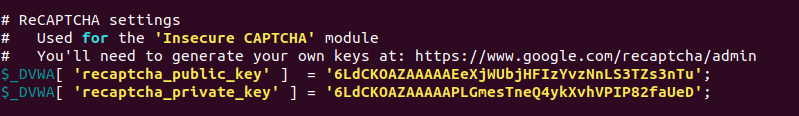 # ReCAPTCHA settings
#   Used for the 'Insecure CAPTCHA' module
#   You'll need to generate your own keys at: https://www.google.com/recaptcha/admin
$_DVWA[ 'recaptcha_public_key' ]  = '6LdCKOAZAAAAAEeXjWUbjHFIzYvzNnLS3TZs3nTu';
$_DVWA[ 'recaptcha_private_key' ] = '6LdCKOAZAAAAAPLGmesTneQ4ykXvhVPIP82faUeD';